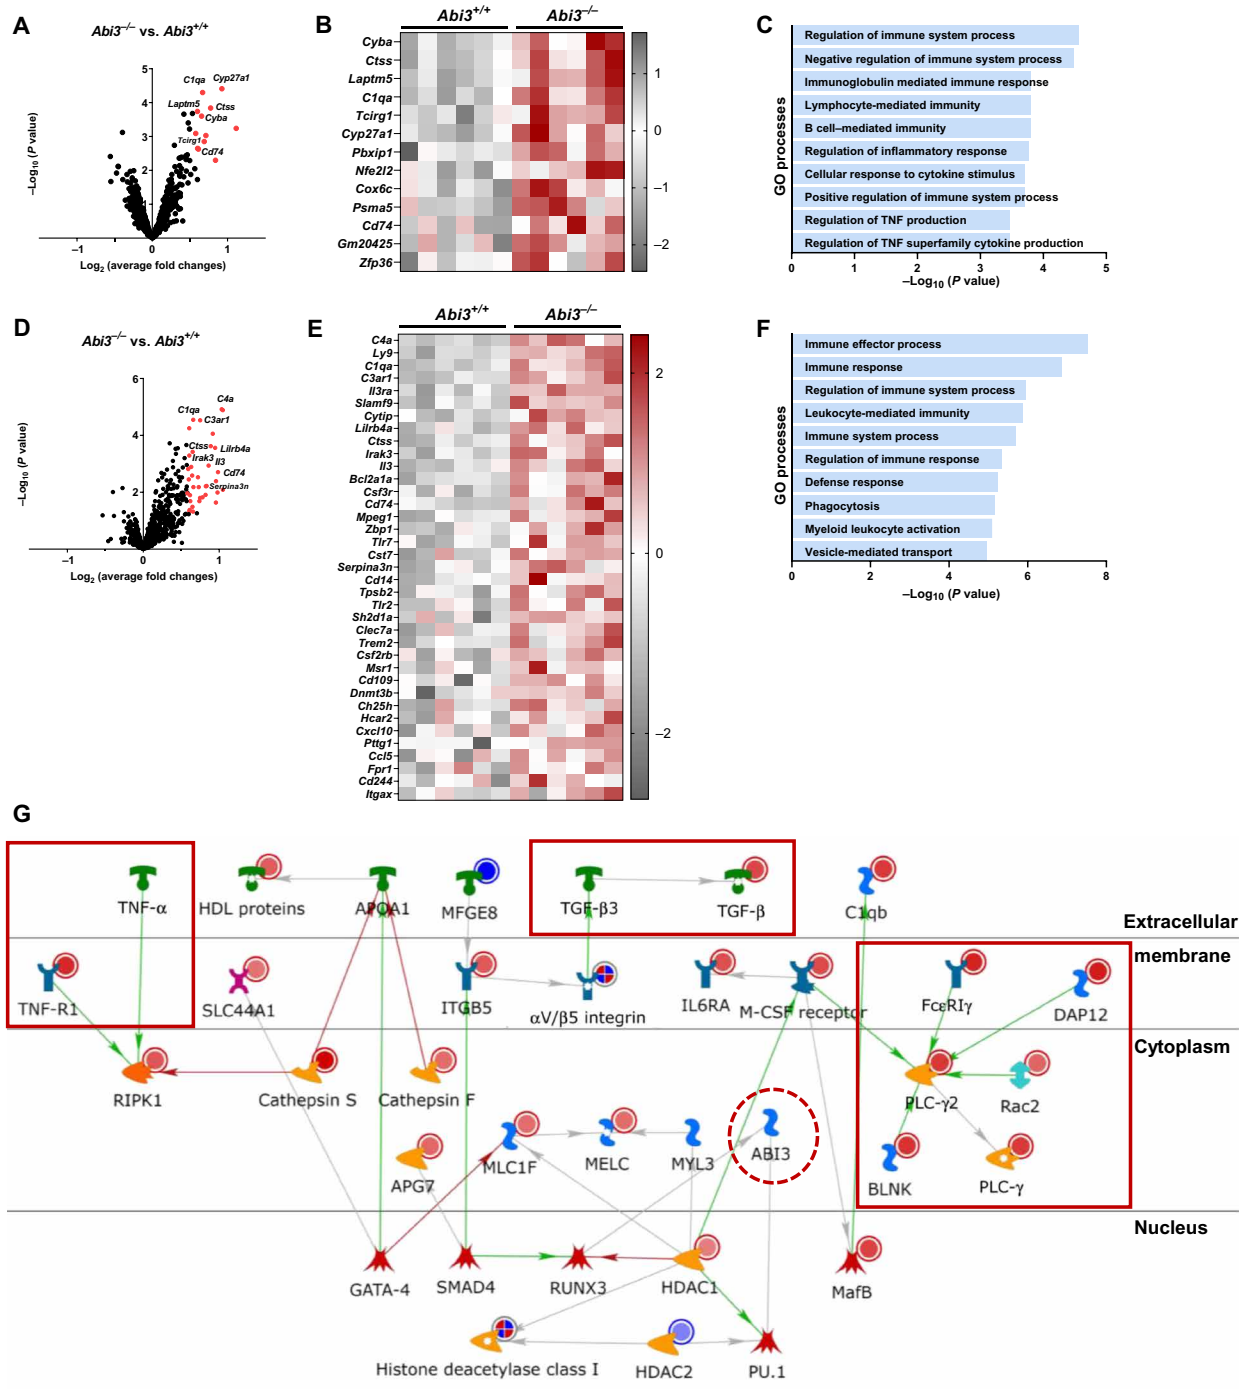 A
Abi3–/– vs. Abi3+/+
–Log10 (P value)
5
4
3
2
1
–1
0
1
C1qa
Cyp27a1
Laptm5
Ctss
Cyba
Tcirg1
Cd74
Log2 (average fold changes)
B
Abi3+/+
Abi3–/–
Cyba
Ctss
Laptm5
C1qa
Tcirg1
Cyp27a1
Pbxip1
Nfe2l2
Cox6c
Psma5
Cd74
Gm20425
Zfp36
1
0
–1
–2
C
GO processes
Regulation of immune system process
Negative regulation of immune system process
Immunoglobulin mediated immune response
Lymphocyte-mediated immunity
B cell–mediated immunity
Regulation of inflammatory response
Cellular response to cytokine stimulus
Positive regulation of immune system process
Regulation of TNF production
Regulation of TNF superfamily cytokine production
0 1 2 3 4 5
–Log10 (P value)
D
Abi3–/– vs. Abi3+/+
–Log10 (P value)
6
4
2
–1
0
1
C4a
C1qa
C3ar1
Ctss
Lilrb4a
Irak3
Il3
Cd74
Serpina3n
Log2 (average fold changes)
E
Abi3+/+
Abi3–/–
C4a
Ly9
C1qa
C3ar1
Il3ra
Slamf9
Cytip
Lilrb4a
Ctss
Irak3
Il3
Bcl2a1a
Csf3r
Cd74
Mpeg1
Zbp1
Tlr7
Cst7
Serpina3n
Cd14
Tpsb2
Tlr2
Sh2d1a
Clec7a
Trem2
Csf2rb
Msr1
Cd109
Dnmt3b
Ch25h
Hcar2
Cxcl10
Pttg1
Ccl5
Fpr1
Cd244
Itgax
2
0
–2
F
GO processes
Immune effector process
Immune response
Regulation of immune system process
Leukocyte-mediated immunity
Immune system process
Regulation of immune response
Defense response
Phagocytosis
Myeloid leukocyte activation
Vesicle-mediated transport
0 2 4 6 8
–Log10 (P value)
G
TNF-α
HDL proteins
APOA1
MFGE8
TGF-β3
TGF-β
C1qb
Extracellular
membrane
TNF-R1
SLC44A1
ITGB5
αV/β5 integrin
IL6RA
M-CSF receptor
FcεRIγ
DAP12
Cytoplasm
RIPK1
Cathepsin S
Cathepsin F
PLC-γ2
Rac2
APG7
MLC1F
MELC
MYL3
ABI3
BLNK
PLC-γ
Nucleus
GATA-4
SMAD4
RUNX3
HDAC1
MafB
Histone deacetylase class I
HDAC2
PU.1